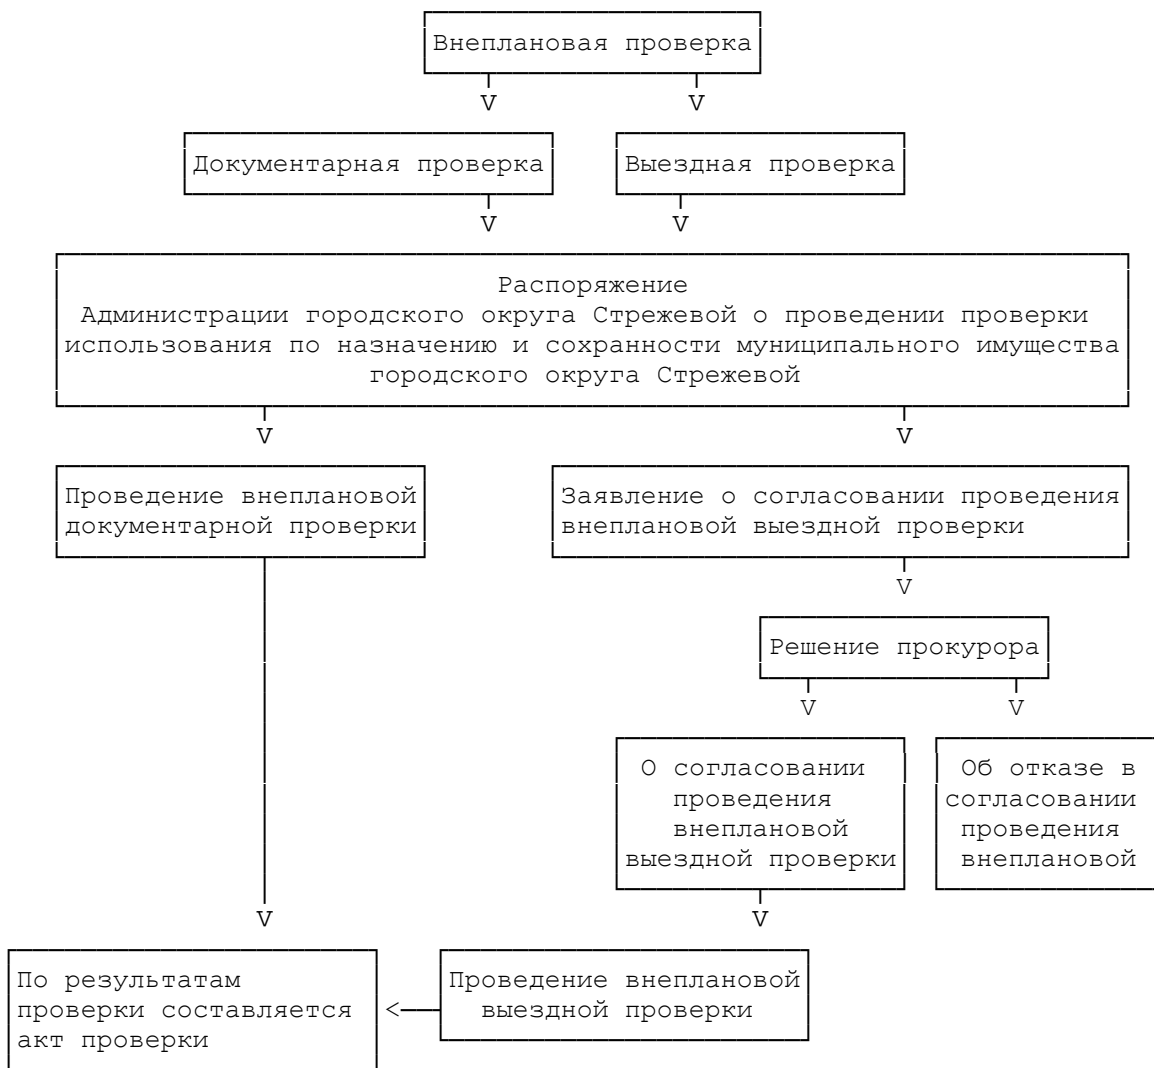 Внеплановая проверка
V V
Документарная проверка Выездная проверка
V V
Распоряжение
Администрации городского округа Стрежевой о проведении проверки
использования по назначению и сохранности муниципального имущества
городского округа Стрежевой
V V
Проведение внеплановой
документарной проверки
Заявление о согласовании проведения
внеплановой выездной проверки
V
Решение прокурора
V V
О согласовании
проведения
внеплановой
выездной проверки
Об отказе в
согласовании
проведения
внеплановой
V V
По результатам
проверки составляется
акт проверки
<
Проведение внеплановой
выездной проверки